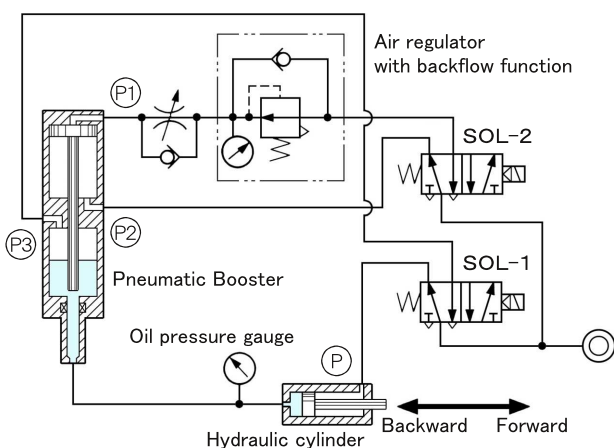 Air regulator
with backflow function
P1
SOL-2
P2
P3
SOL-1
Pneumatic Booster
Oil pressure gauge
P
Backward Forward
Hydraulic cylinder